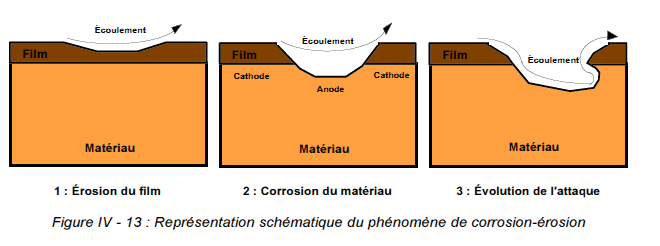 Écoulement
Film
Matériau
1 : Érosion du film
Écoulement
Film
Cathode
Cathode
Anode
Matériau
2 : Corrosion du matériau
Écoulement
Film
Matériau
3 : Évolution de l'attaque
Figure IV - 13 : Représentation schématique du phénomène de corrosion-érosion